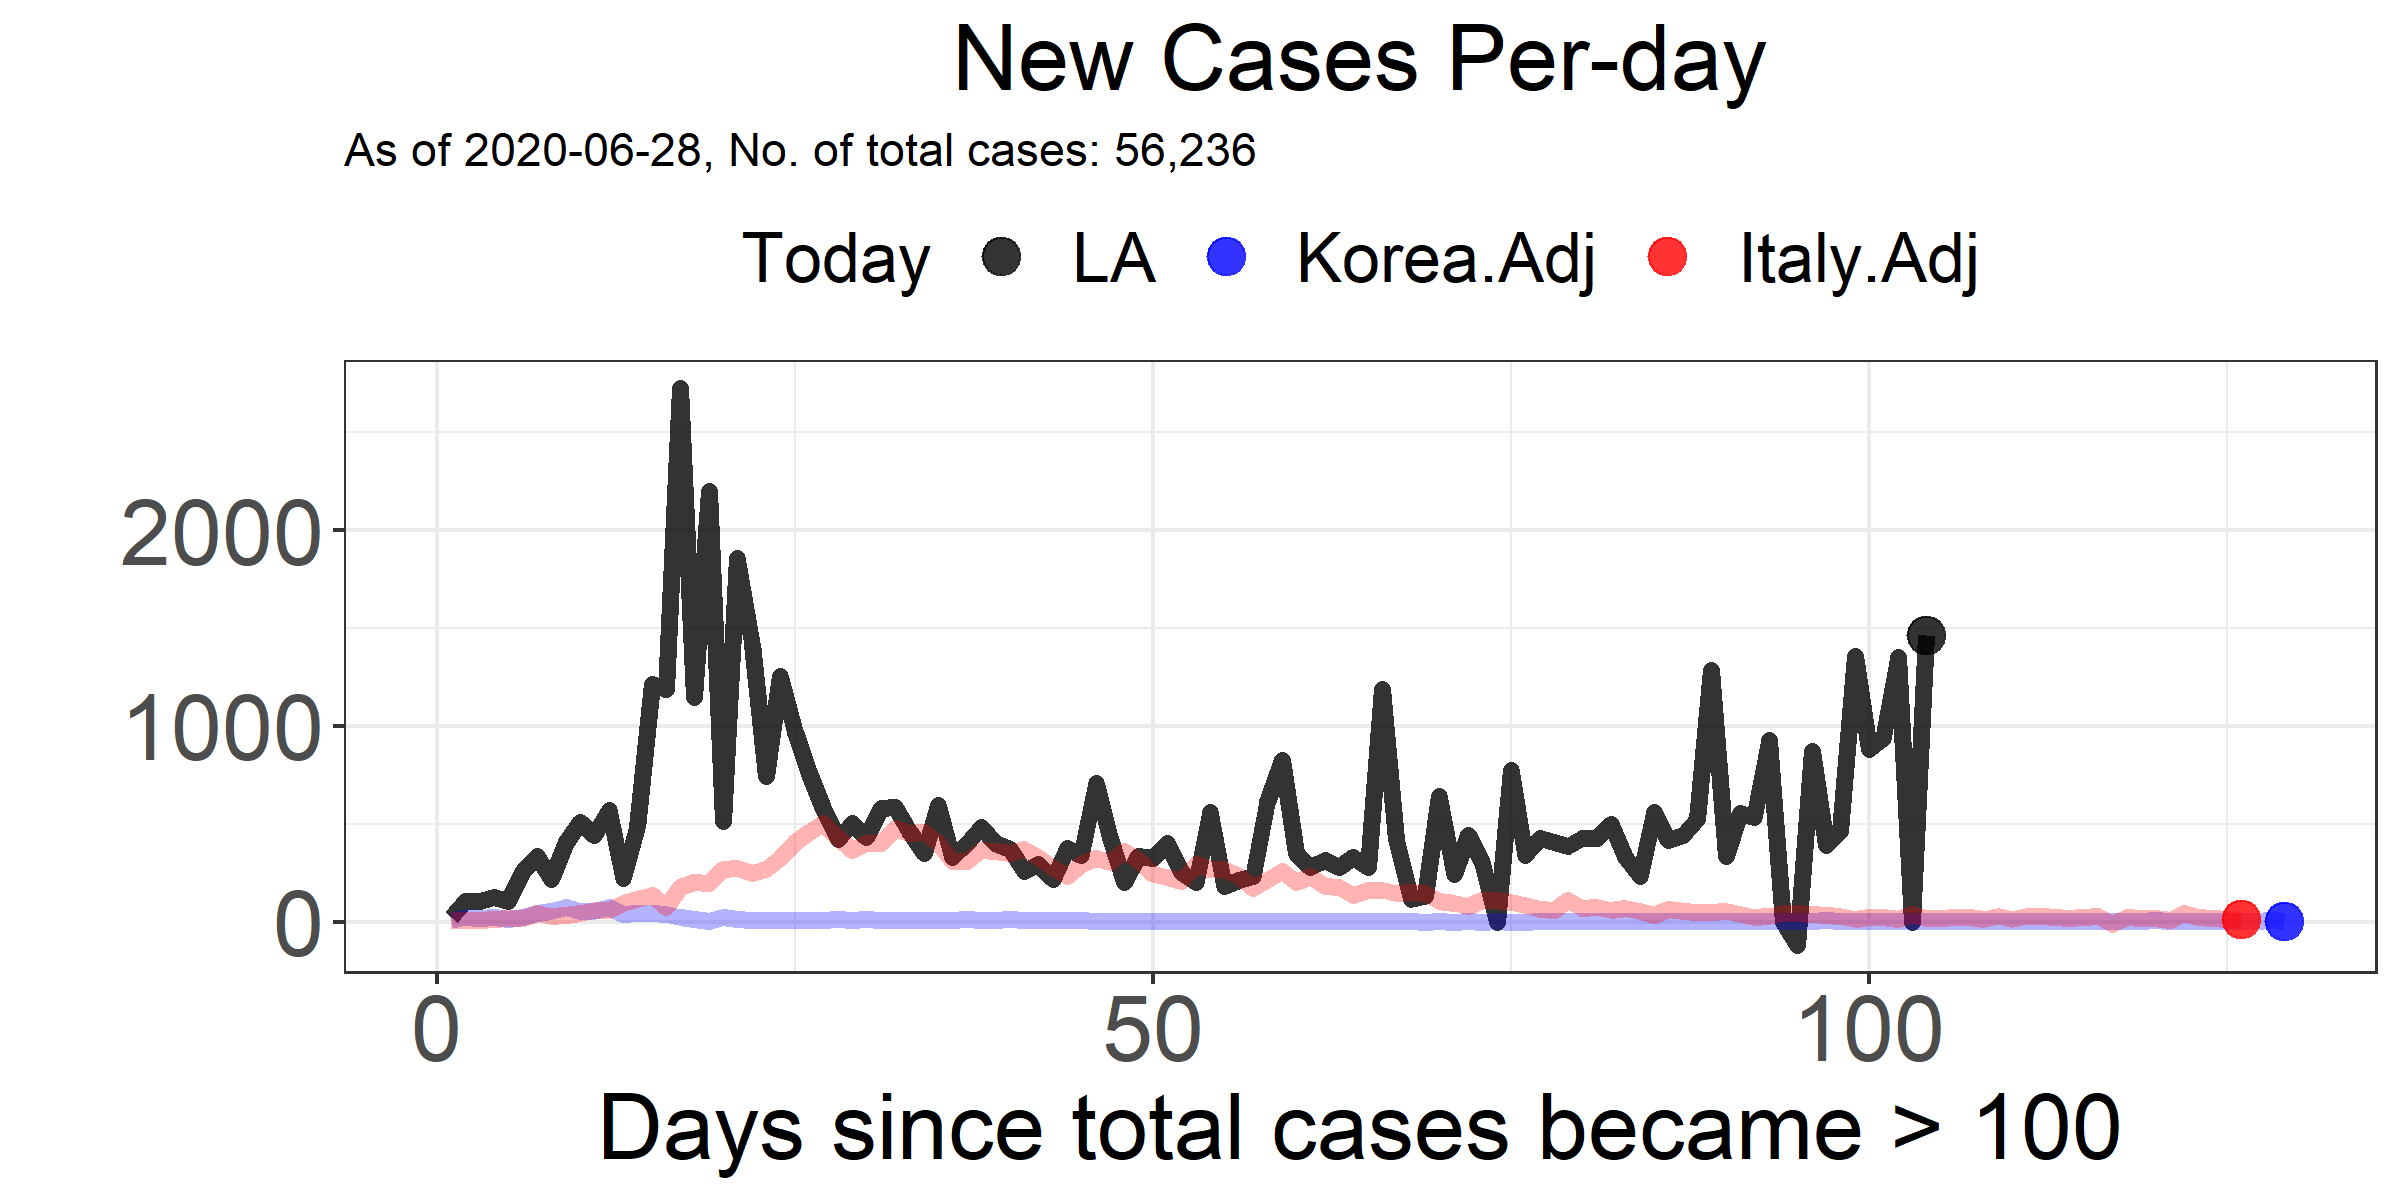 New Cases Per-day
As of 2020-06-28, No. of total cases: 56,236
Today LA Korea.Adj Italy.Adj
2000
1000
0
0 50 100
Days since total cases became > 100